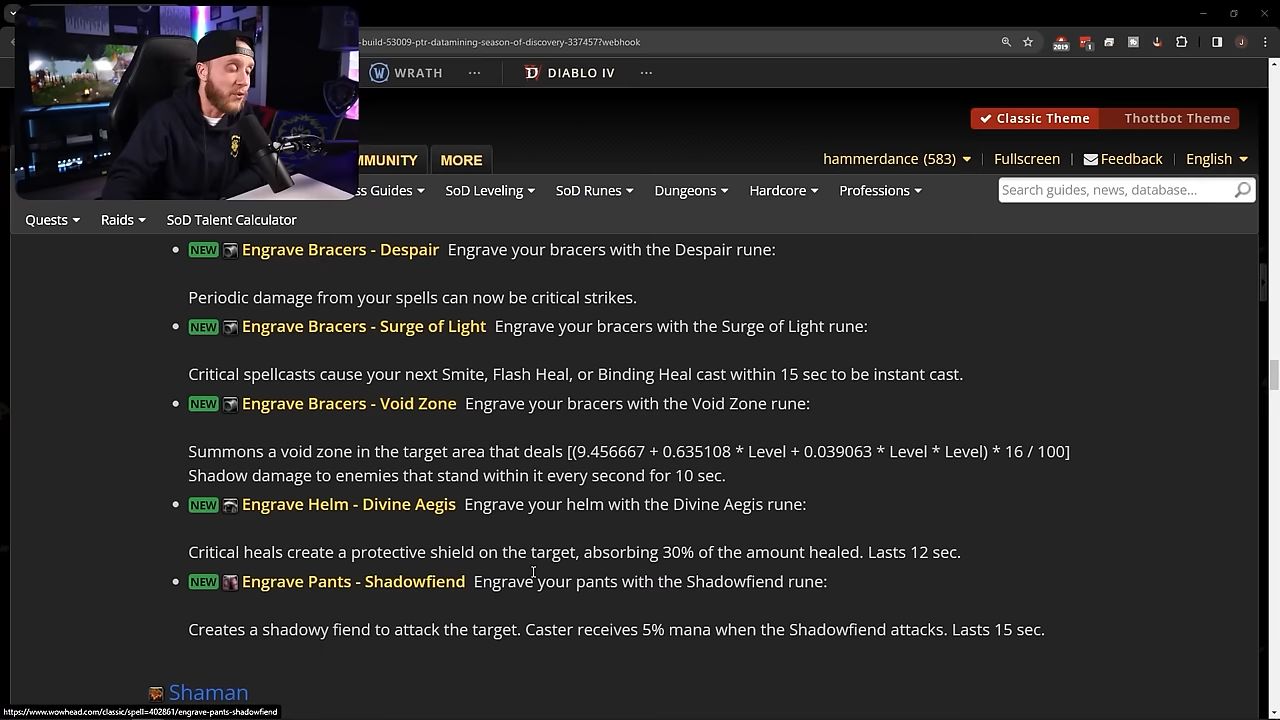 -build-53009-ptr-datamining-season-of-discovery-337457?webhook
2019
1
J
WRATH
DIABLO IV
Classic Theme Thottbot Theme
MORE
hammerdance (583) Fullscreen Feedback English
SoD Leveling SoD Runes Dungeons Hardcore Professions
Guides
Search guides, news, database...
Quests Raids SoD Talent Calculator
NEW Engrave Bracers - Despair Engrave your bracers with the Despair rune:
Periodic damage from your spells can now be critical strikes.
NEW Engrave Bracers - Surge of Light Engrave your bracers with the Surge of Light rune:
Critical spellcasts cause your next Smite, Flash Heal, or Binding Heal cast within 15 sec to be instant cast.
NEW Engrave Bracers - Void Zone Engrave your bracers with the Void Zone rune:
Summons a void zone in the target area that deals [(9.456667 + 0.635108 * Level + 0.039063 * Level * Level) * 16 / 100]
Shadow damage to enemies that stand within it every second for 10 sec.
NEW Engrave Helm - Divine Aegis Engrave your helm with the Divine Aegis rune:
Critical heals create a protective shield on the target, absorbing 30% of the amount healed. Lasts 12 sec.
NEW Engrave Pants - Shadowfiend Engrave your pants with the Shadowfiend rune:
Creates a shadowy fiend to attack the target. Caster receives 5% mana when the Shadowfiend attacks. Lasts 15 sec.
Shaman
https://www.wowhead.com/classic/spell=402861/engrave-pants-shadowfiend